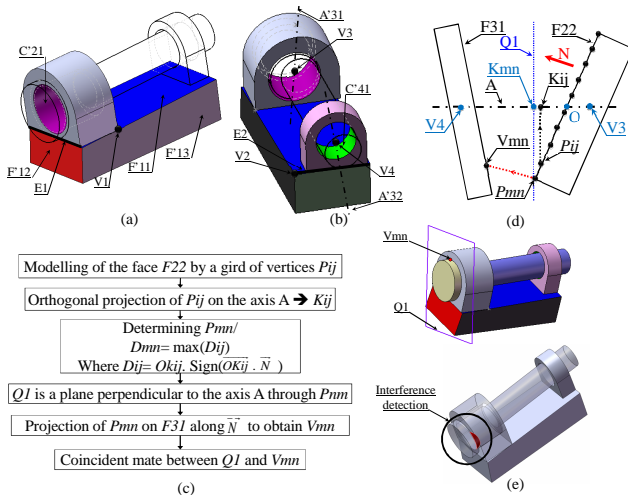 A'31
V3
C'21
C'41
E2
V2
V4
A'32
F'12
E1
V1
F'11
F'13
(a)
(b)
F31
Q1
F22
N
Kmn
Kij
A
V4
O
V3
Vmn
Pij
Pmn
(d)
Modelling of the face F22 by a gird of vertices Pij
Orthogonal projection of Pij on the axis A ➔ Kij
Determining Pmn/
Dmn= max(Dij)
Where Dij= Okij. Sign(OKij . N )
Q1 is a plane perpendicular to the axis A through Pnm
Projection of Pmn on F31 along N to obtain Vmn
Coincident mate between Q1 and Vmn
(c)
Vmn
Q1
Interference
detection
(e)